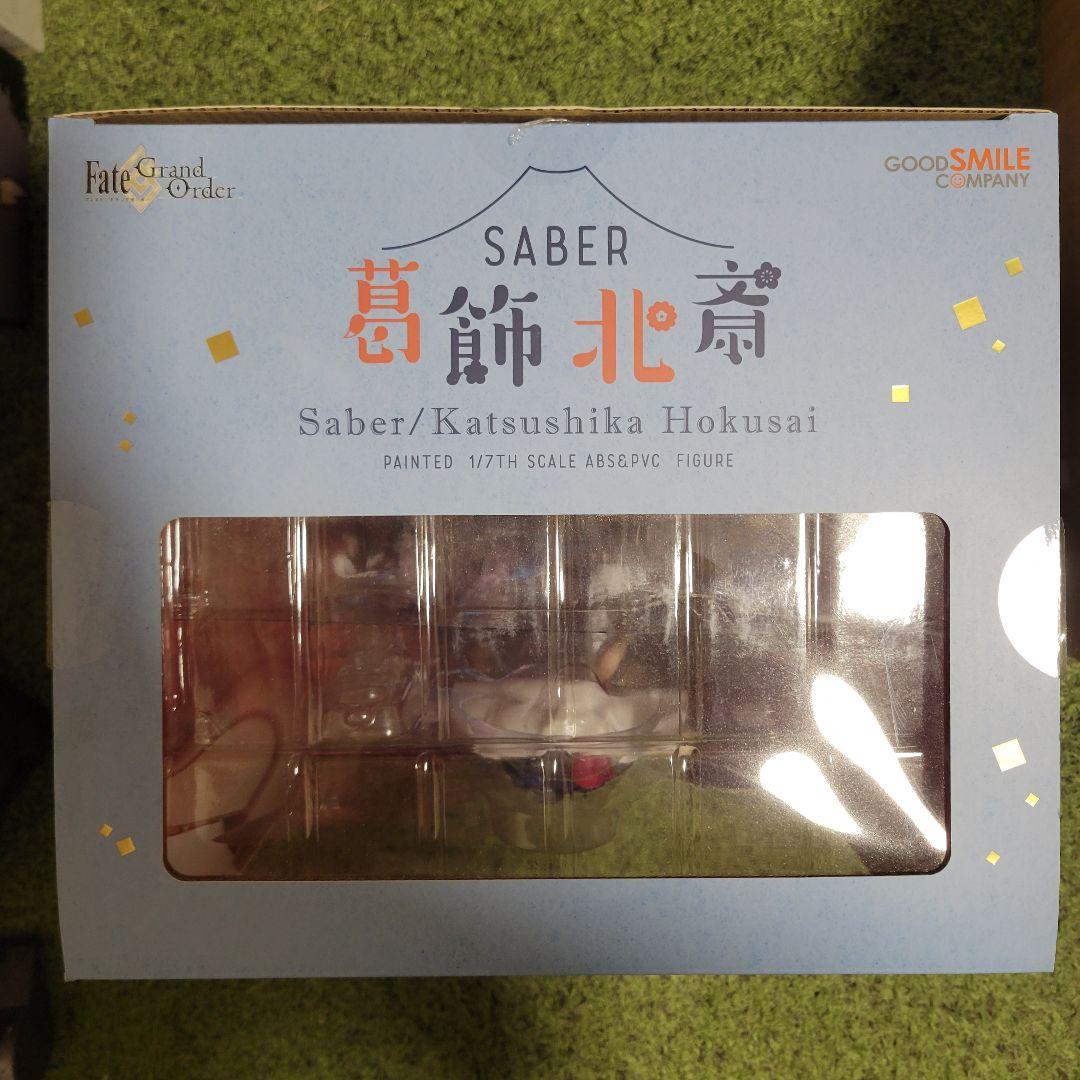 Fate Grand Order
GOOD SMILE COMPANY
SABER
葛飾北斎
Saber/Katsushika Hokusai
PAINTED 1/7TH SCALE ABS&PVC FIGURE